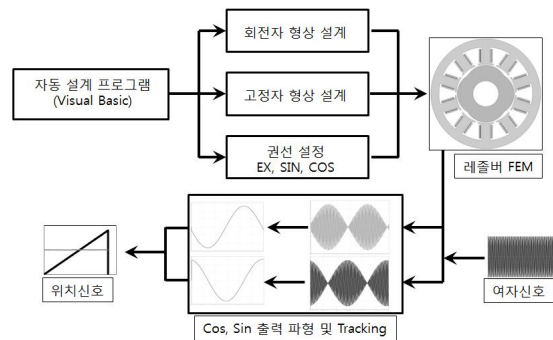 회전자 형상 설계
자동 설계 프로그램
(Visual Basic)
고정자 형상 설계
권선 설정
EX, SIN, COS
레졸버 FEM
위치신호
여자신호
Cos, Sin 출력 파형 및 Tracking